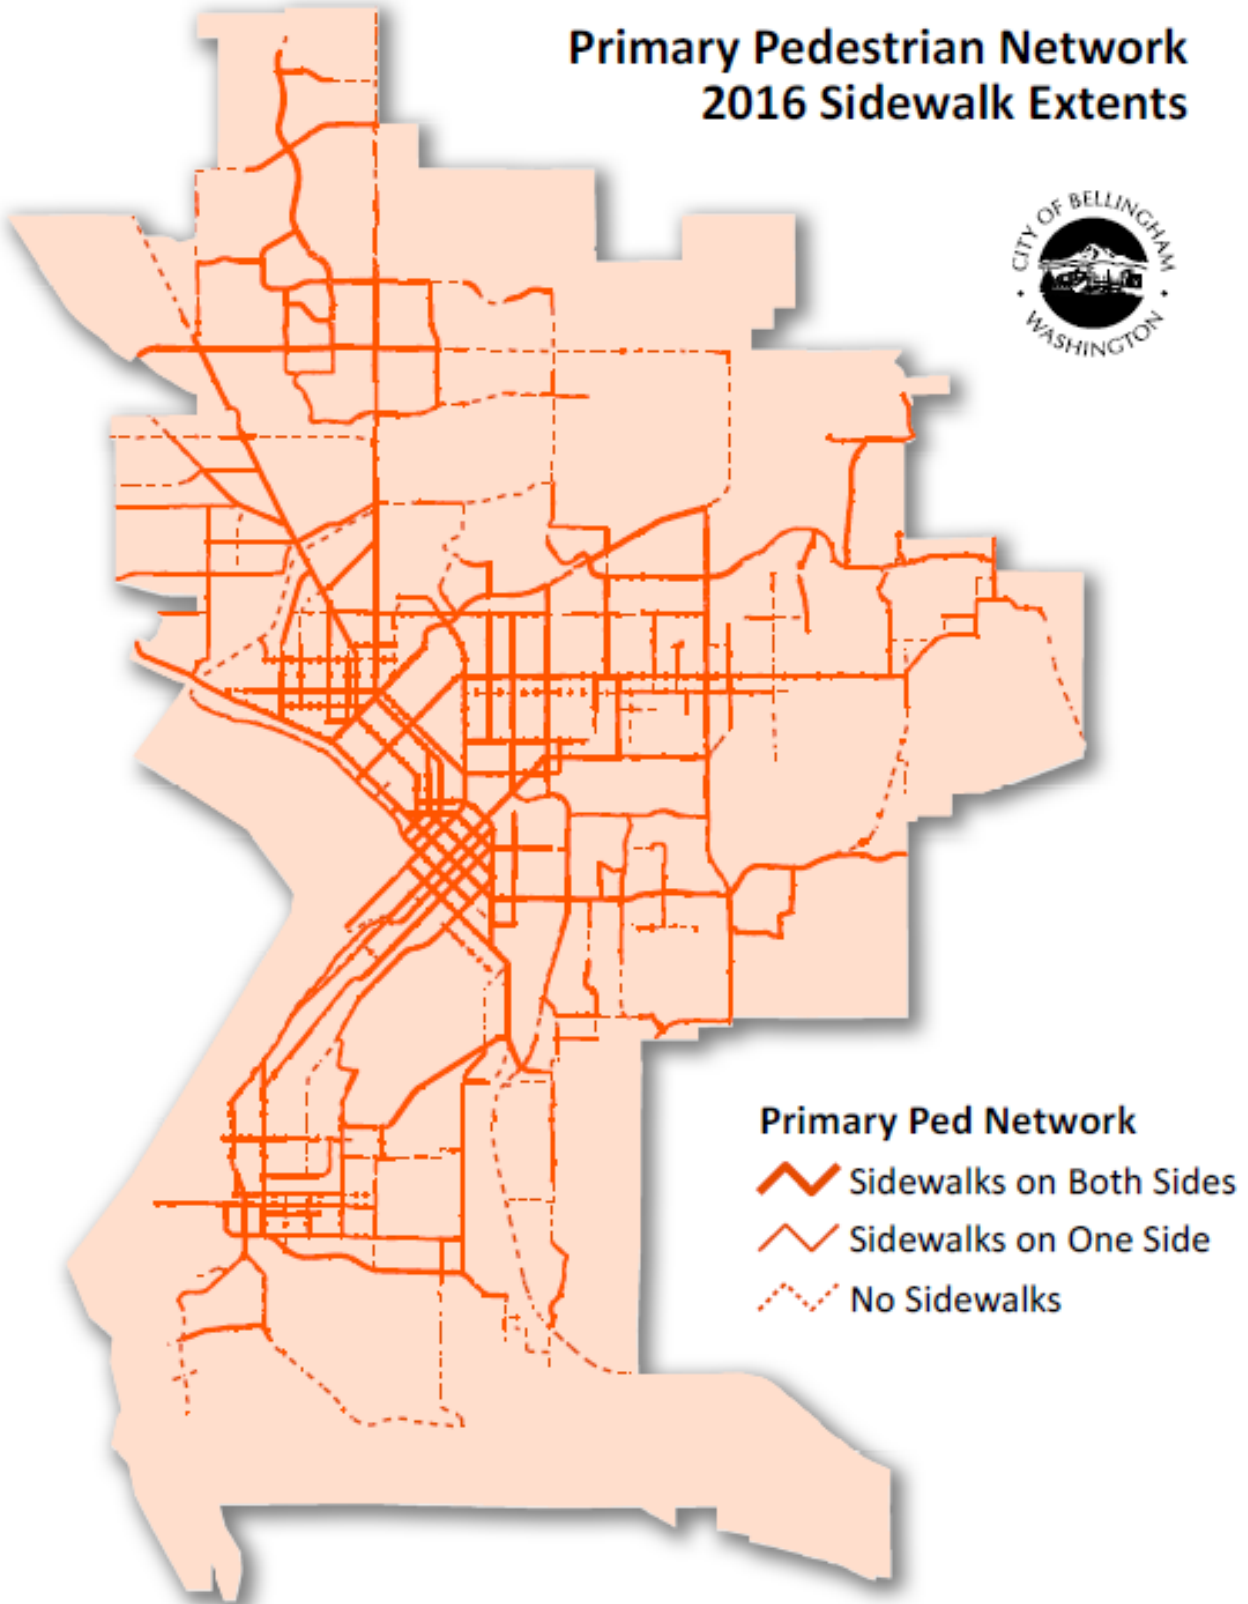 Primary Pedestrian Network
2016 Sidewalk Extents
CITY OF BELLINGHAM
• WASHINGTON •
Primary Ped Network
Sidewalks on Both Sides
Sidewalks on One Side
No Sidewalks